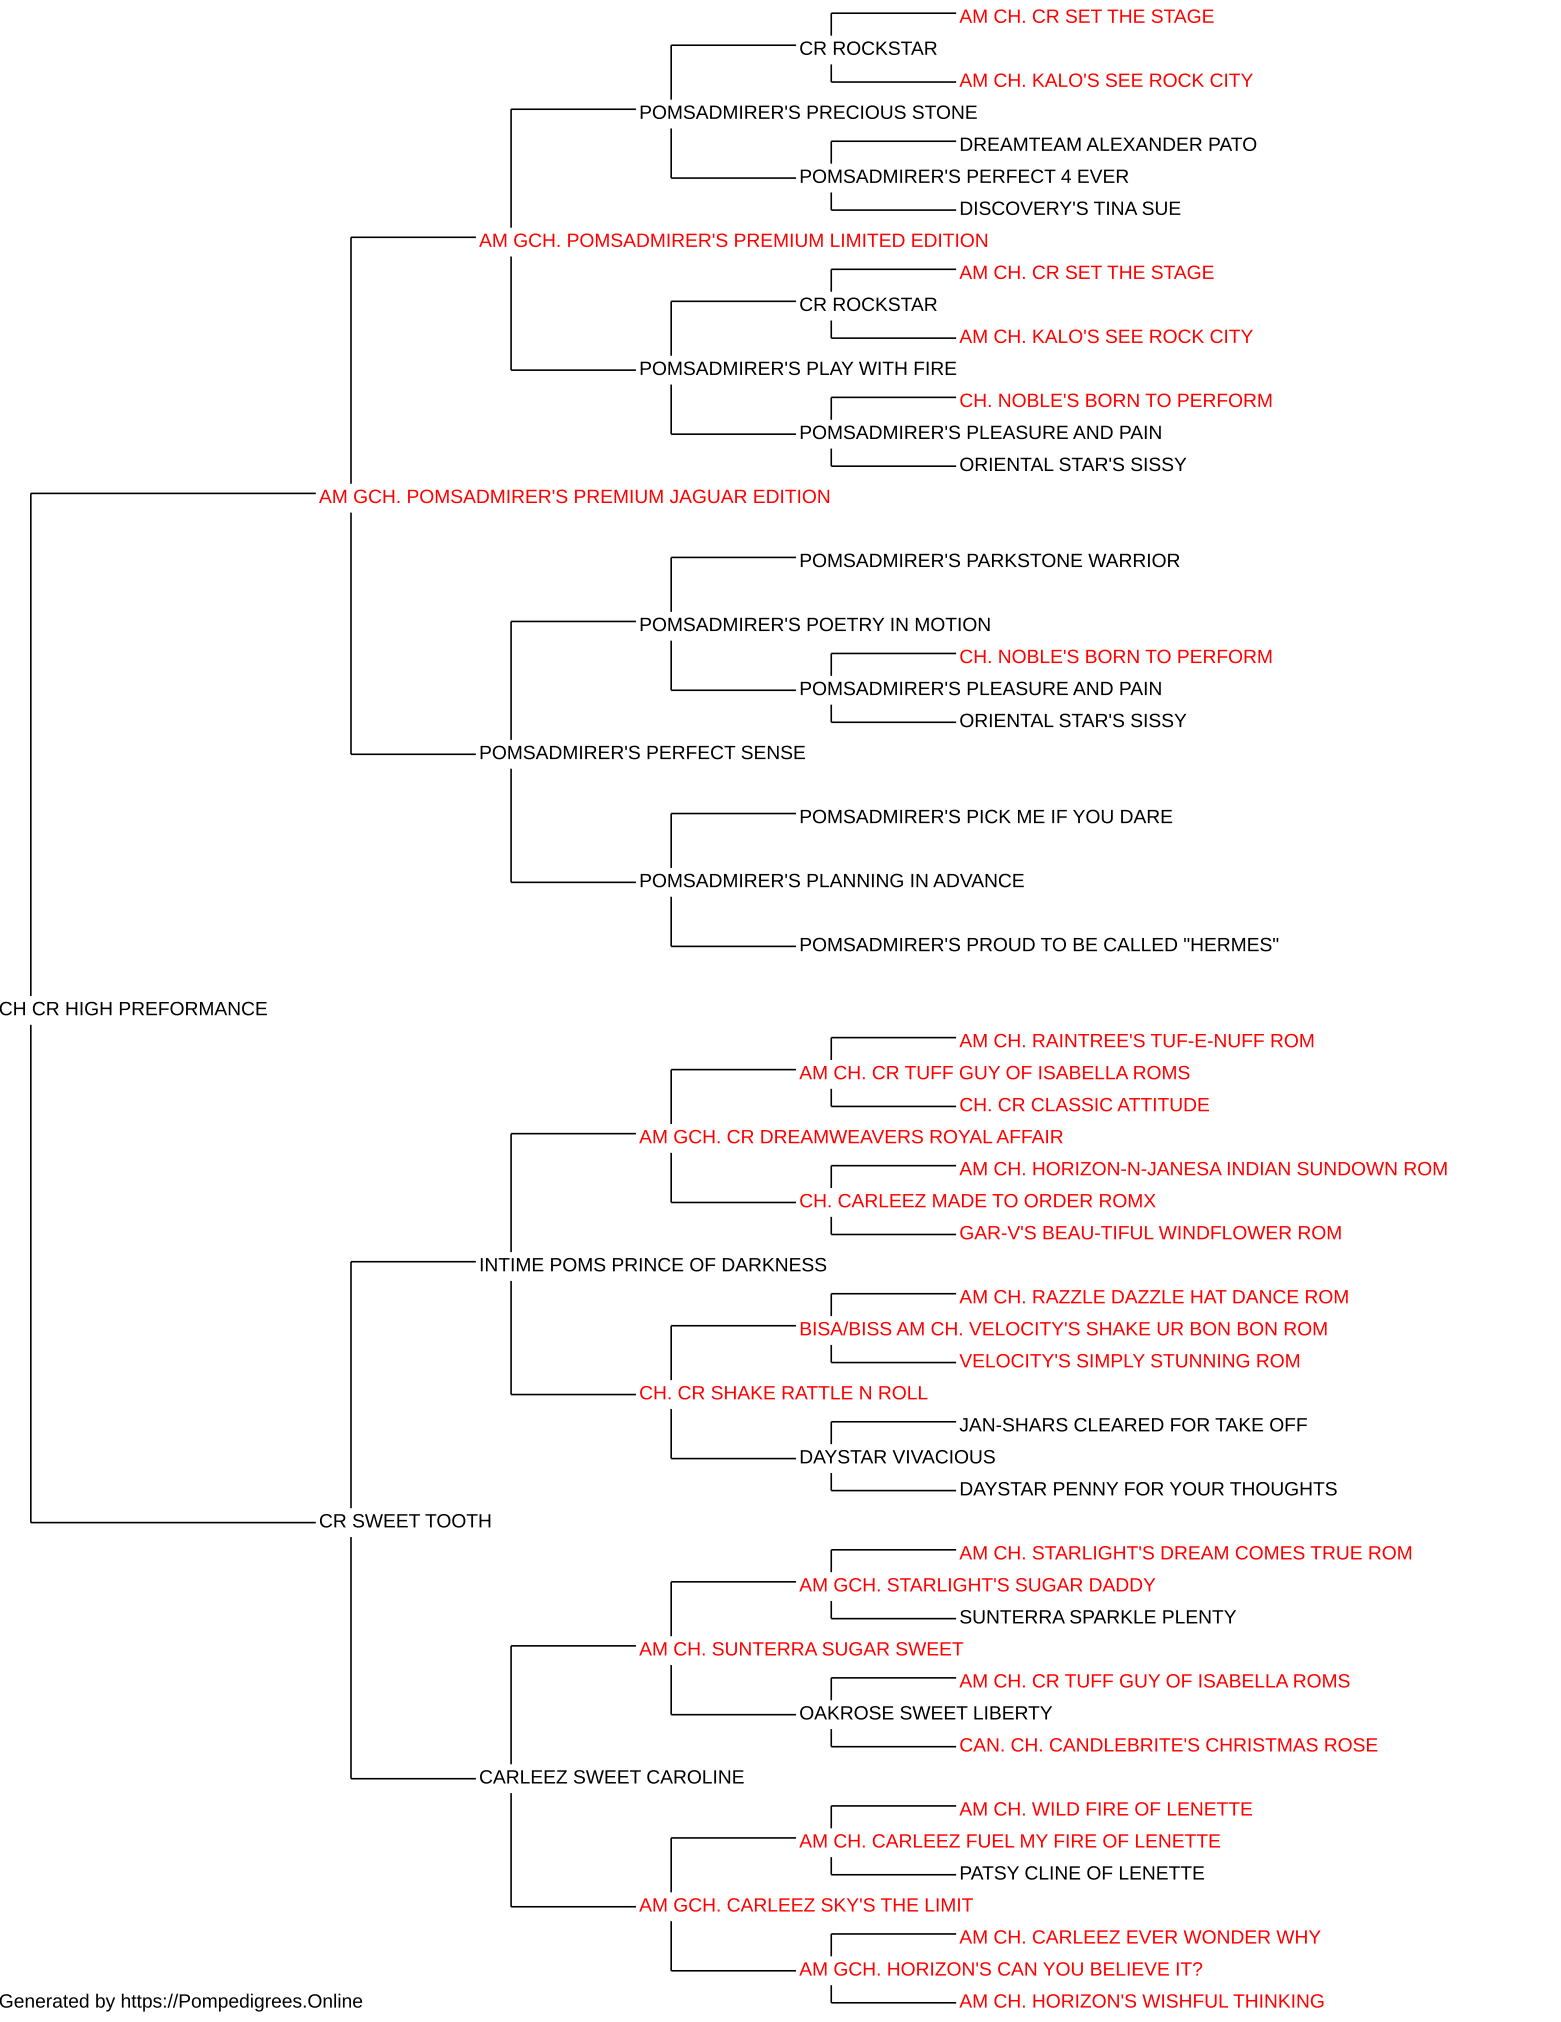 AM CH. CR SET THE STAGE
CR ROCKSTAR
AM CH. KALO'S SEE ROCK CITY
POMSADMIRER'S PRECIOUS STONE
DREAMTEAM ALEXANDER PATO
POMSADMIRER'S PERFECT 4 EVER
DISCOVERY'S TINA SUE
AM GCH. POMSADMIRER'S PREMIUM LIMITED EDITION
AM CH. CR SET THE STAGE
CR ROCKSTAR
AM CH. KALO'S SEE ROCK CITY
POMSADMIRER'S PLAY WITH FIRE
CH. NOBLE'S BORN TO PERFORM
POMSADMIRER'S PLEASURE AND PAIN
ORIENTAL STAR'S SISSY
AM GCH. POMSADMIRER'S PREMIUM JAGUAR EDITION
POMSADMIRER'S PARKSTONE WARRIOR
POMSADMIRER'S POETRY IN MOTION
CH. NOBLE'S BORN TO PERFORM
POMSADMIRER'S PLEASURE AND PAIN
ORIENTAL STAR'S SISSY
POMSADMIRER'S PERFECT SENSE
POMSADMIRER'S PICK ME IF YOU DARE
POMSADMIRER'S PLANNING IN ADVANCE
POMSADMIRER'S PROUD TO BE CALLED "HERMES"
CH CR HIGH PREFORMANCE
AM CH. RAINTREE'S TUF-E-NUFF ROM
AM CH. CR TUFF GUY OF ISABELLA ROMS
CH. CR CLASSIC ATTITUDE
AM GCH. CR DREAMWEAVERS ROYAL AFFAIR
AM CH. HORIZON-N-JANESA INDIAN SUNDOWN ROM
CH. CARLEEZ MADE TO ORDER ROMX
GAR-V'S BEAU-TIFUL WINDFLOWER ROM
INTIME POMS PRINCE OF DARKNESS
AM CH. RAZZLE DAZZLE HAT DANCE ROM
BISA/BISS AM CH. VELOCITY'S SHAKE UR BON BON ROM
VELOCITY'S SIMPLY STUNNING ROM
CH. CR SHAKE RATTLE N ROLL
JAN-SHARS CLEARED FOR TAKE OFF
DAYSTAR VIVACIOUS
DAYSTAR PENNY FOR YOUR THOUGHTS
CR SWEET TOOTH
AM CH. STARLIGHT'S DREAM COMES TRUE ROM
AM GCH. STARLIGHT'S SUGAR DADDY
SUNTERRA SPARKLE PLENTY
AM CH. SUNTERRA SUGAR SWEET
AM CH. CR TUFF GUY OF ISABELLA ROMS
OAKROSE SWEET LIBERTY
CAN. CH. CANDLEBRITE'S CHRISTMAS ROSE
CARLEEZ SWEET CAROLINE
AM CH. WILD FIRE OF LENETTE
AM CH. CARLEEZ FUEL MY FIRE OF LENETTE
PATSY CLINE OF LENETTE
AM GCH. CARLEEZ SKY'S THE LIMIT
AM CH. CARLEEZ EVER WONDER WHY
AM GCH. HORIZON'S CAN YOU BELIEVE IT?
AM CH. HORIZON'S WISHFUL THINKING
Generated by https://Pompedigrees.Online